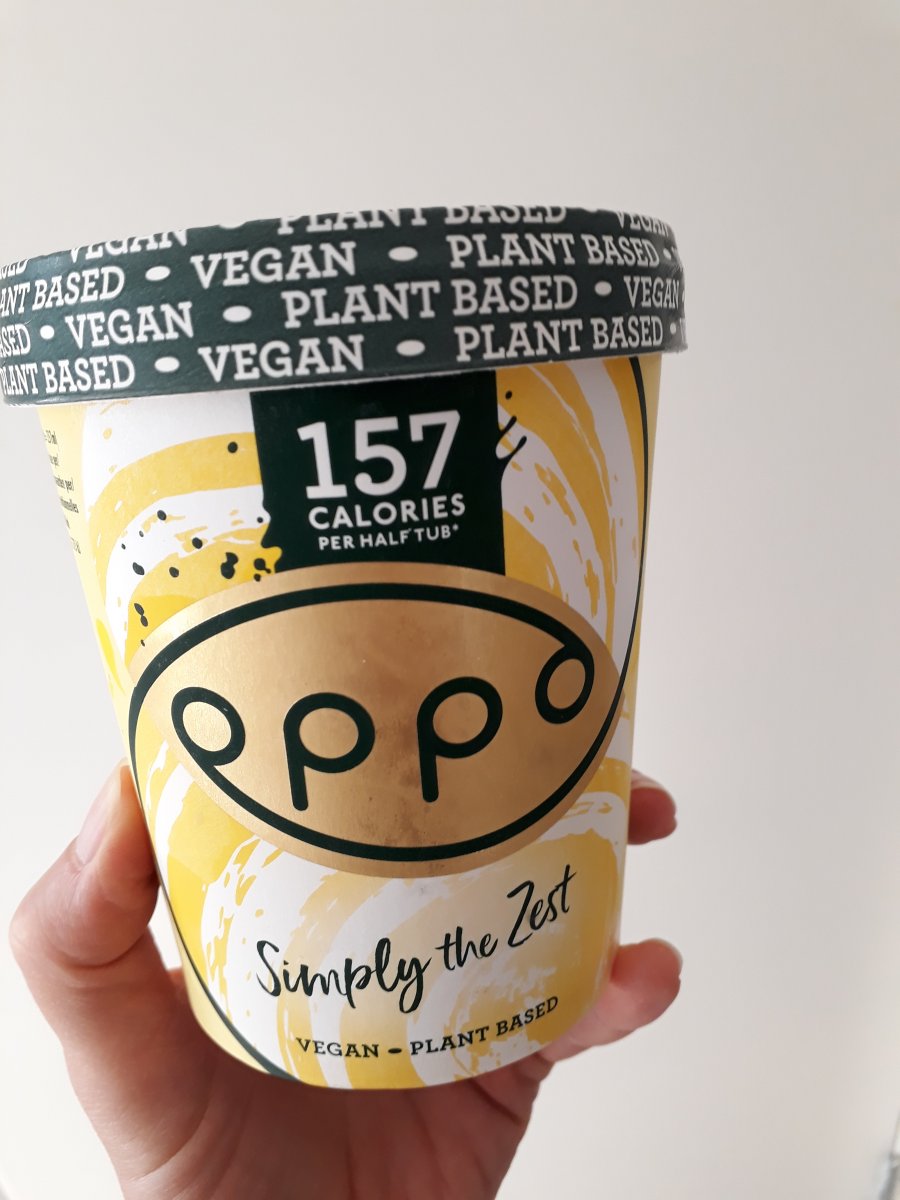 VEGAN • PLANT BASED • VEGAN
PLANT BASED • VEGAN • PLANT BASED •
• VEGAN • PLANT BASED • VEGAN
PLANT BASED • VEGAN • PLANT BASED •
157
CALORIES
PER HALF TUB*
oppo
Simply the Zest
VEGAN - PLANT BASED